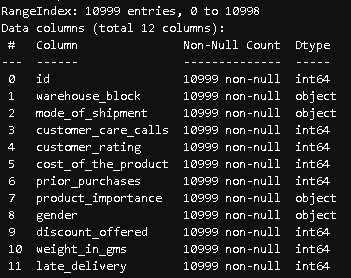 RangeIndex: 10999 entries, 0 to 10998
Data columns (total 12 columns):
 #   Column               Non-Null Count  Dtype
---  ------               --------------  -----
 0   id                   10999 non-null  int64
 1   warehouse_block      10999 non-null  object
 2   mode_of_shipment     10999 non-null  object
 3   customer_care_calls  10999 non-null  int64
 4   customer_rating      10999 non-null  int64
 5   cost_of_the_product  10999 non-null  int64
 6   prior_purchases      10999 non-null  int64
 7   product_importance   10999 non-null  object
 8   gender               10999 non-null  object
 9   discount_offered     10999 non-null  int64
 10  weight_in_gms        10999 non-null  int64
 11  late_delivery        10999 non-null  int64